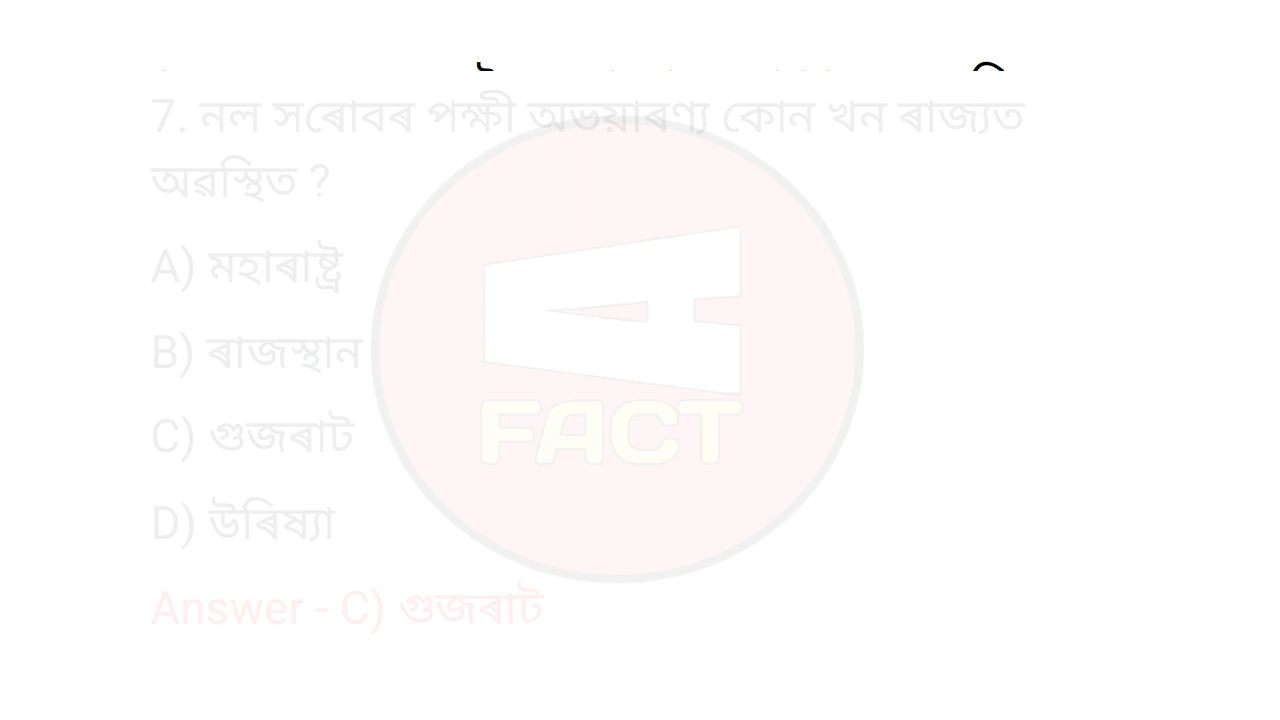 7. নল সৰোবৰ পক্ষী অভয়াৰণ্য কোন খন ৰাজ্যত
অৱস্থিত ?
A) মহাৰাষ্ট্ৰ
B) ৰাজস্থান
C) গুজৰাট
D) উৰিষ্যা
Answer - C) গুজৰাট
A
FACT